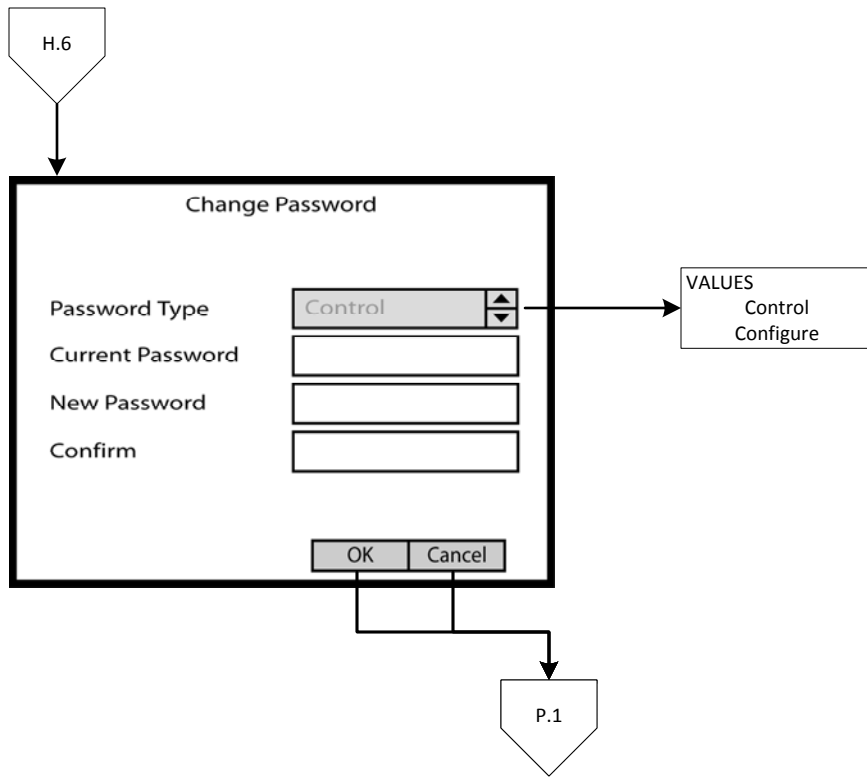 H.6
Change Password
Password Type
Control
VALUES
Control
Configure
Current Password
New Password
Confirm
OK
Cancel
P.1